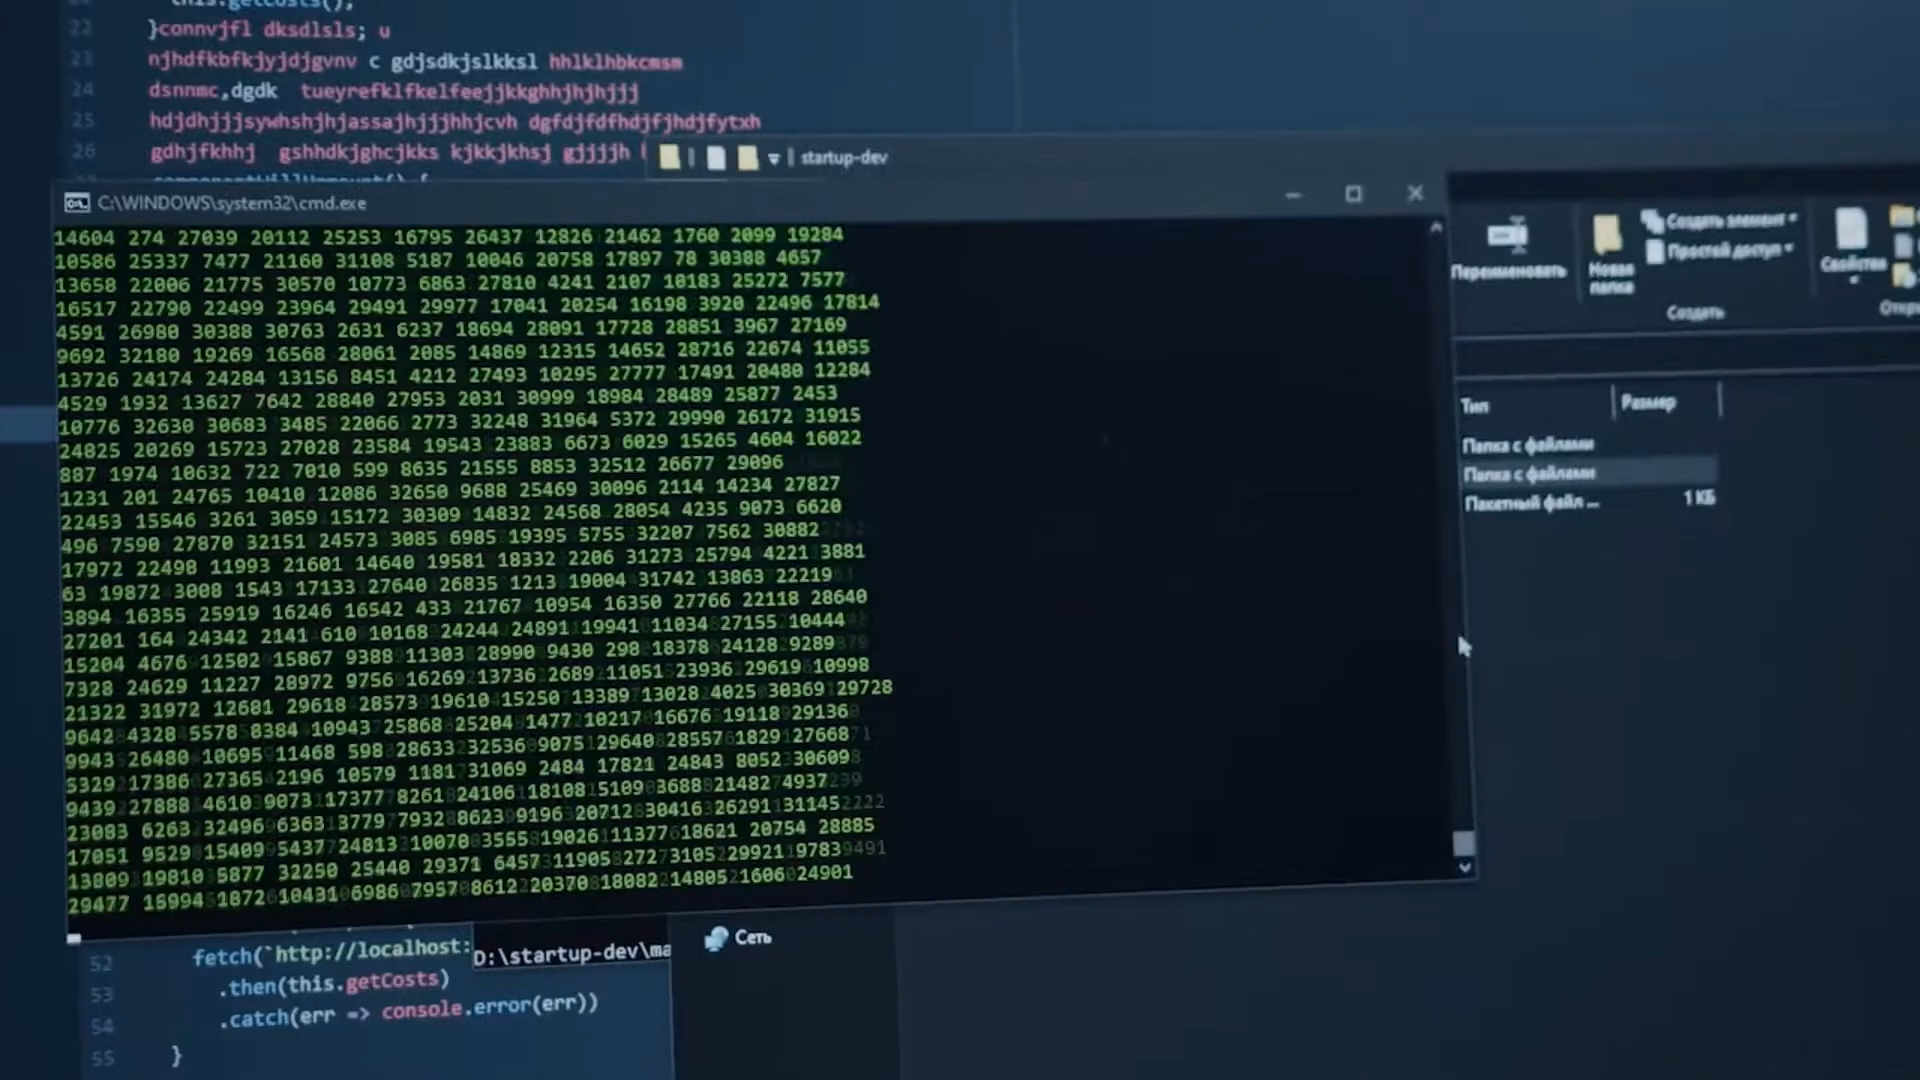 22 }connvjfl dksdlsls; u
23 njhdfkbfkjyjdjgvnv c gdjsdkjslkksl hhlklhbkcmsm
24 dsnnmc,dgdk tueyrefklfkelfeejjkkghhjhjhjjj
25 hdjdhjjjsywhshjhjassajhjjjhhjcvh dgfdjfdfhdjfjhdjfytxh
26 gdhjfkhhj gshhdkjghcjkks kjkkjkhsj gjjjjh
startup-dev
C:\WINDOWS\system32\cmd.exe
14604 274 27039 20112 25253 16795 26437 12826 21462 1760 2099 19284
10586 25337 7477 21160 31108 5187 10046 20758 17897 78 30388 4657
13658 22006 21775 30570 10773 6863 27810 4241 2107 10183 25272 7577
16517 22790 22499 23964 29491 29977 17041 20254 16198 3920 22496 17814
4591 26980 30388 30763 2631 6237 18694 28091 17728 28851 3967 27169
9692 32180 19269 16568 28061 2085 14869 12315 14652 28716 22674 11055
13726 24174 24284 13156 8451 4212 27493 10295 27777 17491 20480 12284
4529 1932 13627 7642 28840 27953 2031 30999 18984 28489 25877 2453
10776 32630 30683 3485 22066 2773 32248 31964 5372 29990 26172 31915
24825 20269 15723 27028 23584 19543 23883 6673 6029 15265 4604 16022
887 1974 10632 722 7010 599 8635 21555 8853 32512 26677 29096
1231 201 24765 10410 12086 32650 9688 25469 30096 2114 14234 27827
22453 15546 3261 3059 15172 30309 14832 24568 28054 4235 9073 6620
496 7590 27870 32151 24573 3085 6985 19395 5755 32207 7562 30882
17972 22498 11993 21601 14640 19581 18332 2206 31273 25794 4221 3881
63 19872 3008 1543 17133 27640 26835 1213 19004 31742 13863 22219
3894 16355 25919 16246 16542 433 21767 10954 16350 27766 22118 28640
27201 164 24342 2141 610 10168 24244 24891 19941 11034 27155 10444
15204 4676 12502 15867 9388 11303 28990 9430 298 18378 24128 9289
7328 24629 11227 28972 9756 16269 13736 2689 11051 23936 29619 10998
21322 31972 12681 29618 28573 19610 15250 13389 13028 4025 30369 29728
9642 4328 5578 8384 10943 25868 25204 1477 10217 16676 19118 29136
9943 26480 10695 11468 598 28633 32536 9075 29640 28557 1829 27668
5329 17386 27365 2196 10579 1181 31069 2484 17821 24843 8052 30609
9439 27888 4610 9073 17377 8261 24106 18108 5109 3688 21482 4937
23083 6263 32496 6363 3779 7932 8623 9196 20712 30416 26291 31145
17051 9529 15409 5437 24813 10070 3555 19026 11377 18621 20754 28885
13809 19810 5877 32250 25440 29371 6457 11905 272 3105 29921 19783
29477 15994 1872 10431 6986 7957 8612 20370 18082 14805 1606 24901
Переименовать
Новая папка
Создать элемент
Простой доступ
Создать
Свойства
Тип Размер
Папка с файлами
Папка с файлами
Пакетный файл ... 1 КБ
Сеть
52 fetch(`http://localhost:
D:\startup-dev\ma
53 .then(this.getCosts)
54 .catch(err => console.error(err))
55 }